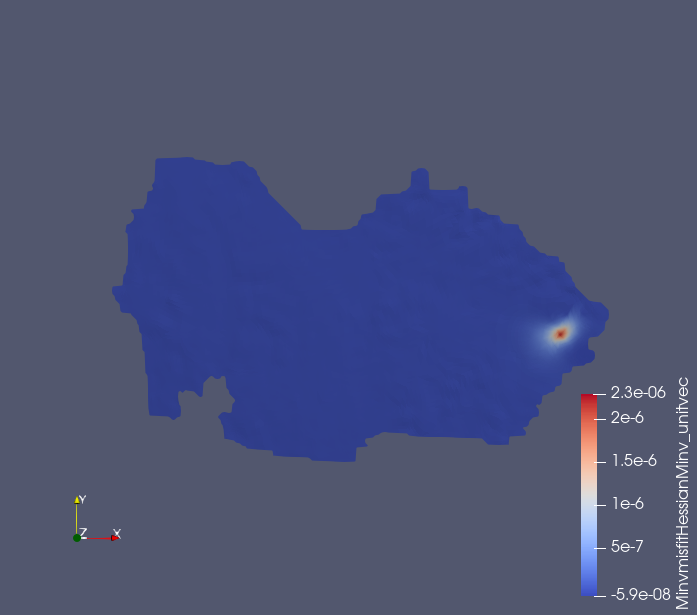 2.3e-06
2e-6
1.5e-6
1e-6
5e-7
-5.9e-08
MinvmisfitHessianMinv_unitvec
Y
Z
X